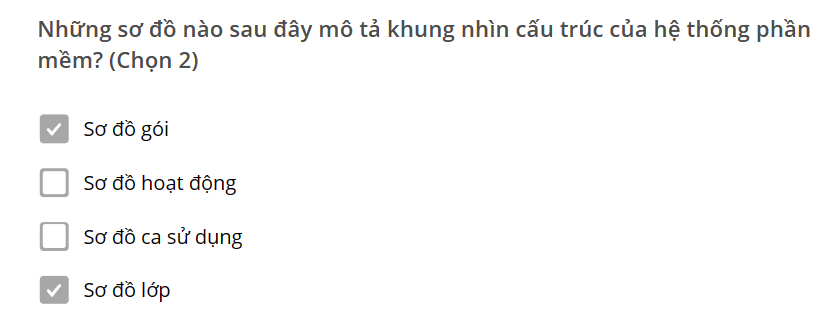 Những sơ đồ nào sau đây mô tả khung nhìn cấu trúc của hệ thống phần
mềm? (Chọn 2)
Sơ đồ gói
Sơ đồ hoạt động
Sơ đồ ca sử dụng
Sơ đồ lớp